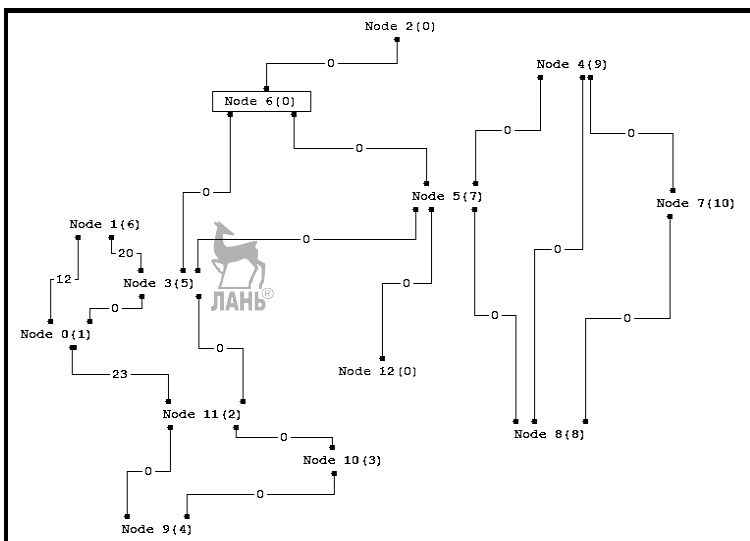 Node 2(0)
0
Node 4(9)
Node 6(0)
0
0
0
0
Node 5(7)
Node 7(10)
Node 1(6)
20
0
0
12
Node 3(5)
0
ЛАНЬ®
0
0
0
Node 0(1)
0
Node 12(0)
23
Node 11(2)
Node 8(8)
0
Node 10(3)
0
0
Node 9(4)